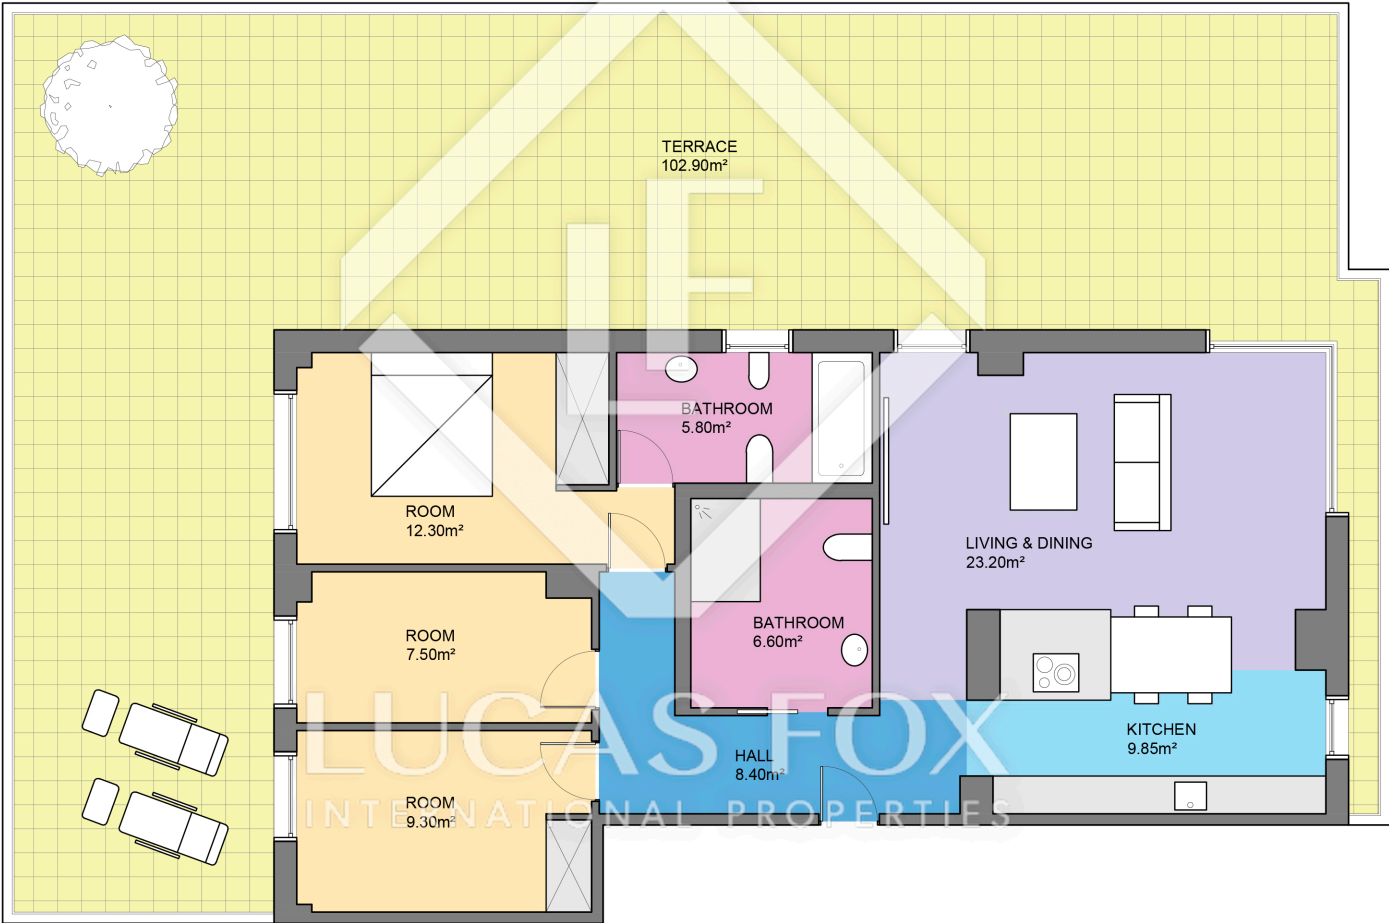 TERRACE
102.90m²
LF
BATHROOM
5.80m²
ROOM
12.30m²
LIVING & DINING
23.20m²
BATHROOM
6.60m²
ROOM
7.50m²
KITCHEN
9.85m²
HALL
8.40m²
ROOM
9.30m²
LUCAS FOX
INTERNATIONAL PROPERTIES